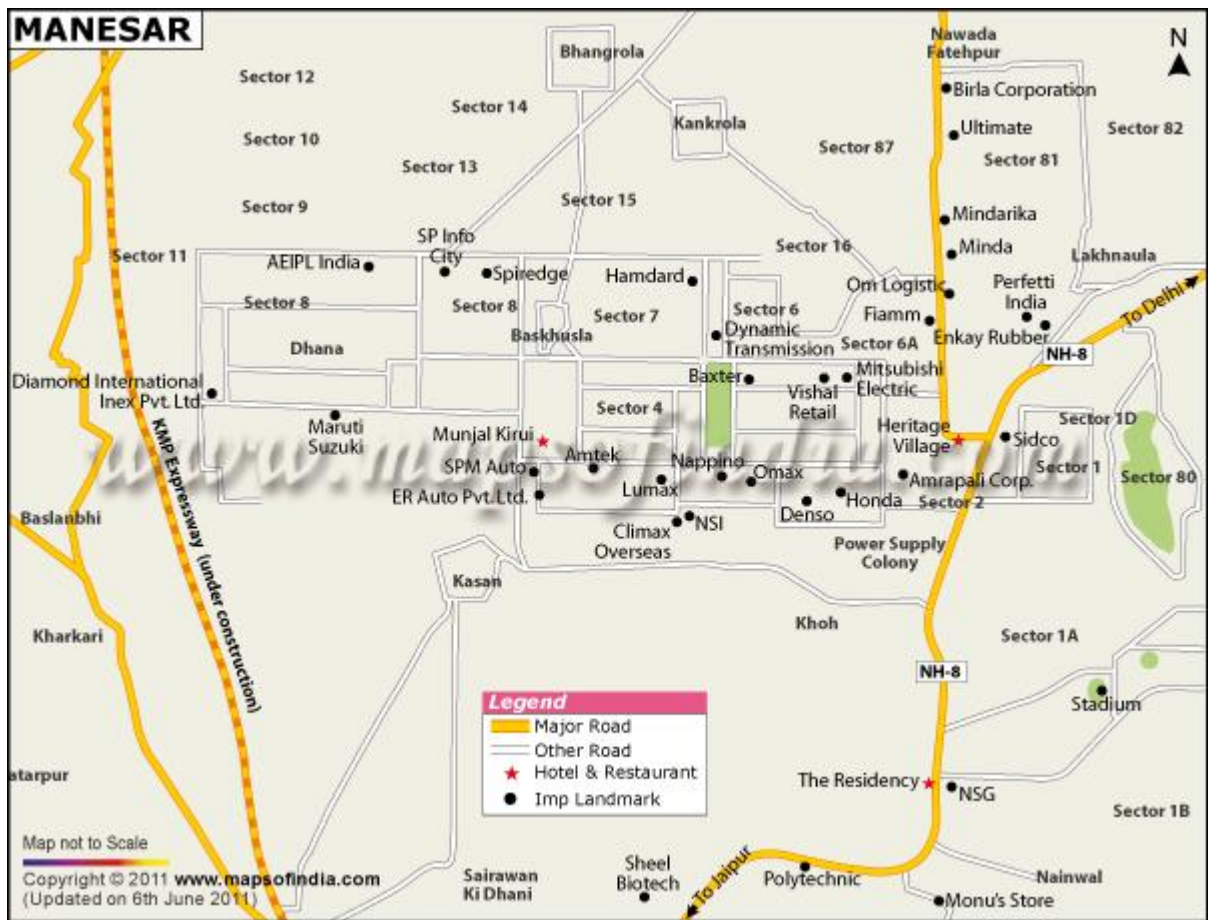 MANESAR
N
Bhangrola
Nawada
Fatehpur
Sector 12
Sector 14
Birla Corporation
Kankrola
Ultimate
Sector 82
Sector 10
Sector 87
Sector 81
Sector 13
Sector 9
Sector 15
Mindarika
SP Info
City
Sector 16
Minda
Sector 11
AEIPL India
Spiredge
Hamdard
Lakhnaula
Om Logistic
Perfetti
India
To Delhi
Sector 8
Sector 8
Sector 7
Sector 6
Fiamm
Enkay Rubber
Baskhusla
Dynamic
Transmission
Sector 6A
Dhana
NH-8
Diamond International
Inex Pvt. Ltd.
Baxter
Vishal
Retail
Mitsubishi
Electric
Maruti
Suzuki
Sector 4
Sector 1D
Munjal Kirui
Heritage
Village
Sidco
www.mapsofindia.com
SPM Auto
Amtek
Nappino
Omax
Amrapali Corp.
Sector 1
Sector 80
ER Auto Pvt.Ltd.
Lumax
Denso
Honda
Sector 2
Baslanbhi
KMP Expressway (under construction)
Climax
Overseas
NSI
Power Supply
Colony
Kasan
Khoh
Kharkari
Sector 1A
NH-8
Stadium
Legend
Major Road
Other Road
Hotel & Restaurant
Imp Landmark
atarpur
The Residency
NSG
Sector 1B
Map not to Scale
Copyright © 2011 www.mapsofindia.com
(Updated on 6th June 2011)
Sairawan
Ki Dhani
Sheel
Biotech
To Jaipur
Polytechnic
Nainwal
Monu's Store